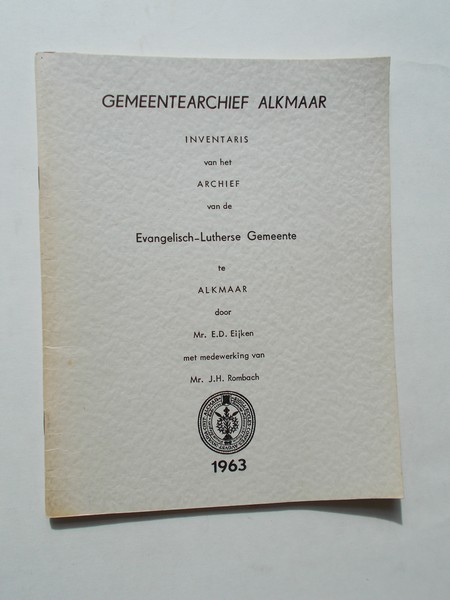 GEMEENTEARCHIEF ALKMAAR
INVENTARIS
van het
ARCHIEF
van de
Evangelisch-Lutherse Gemeente
te
ALKMAAR
door
Mr. E.D. Eijken
met medewerking van
Mr. J.H. Rombach
1963